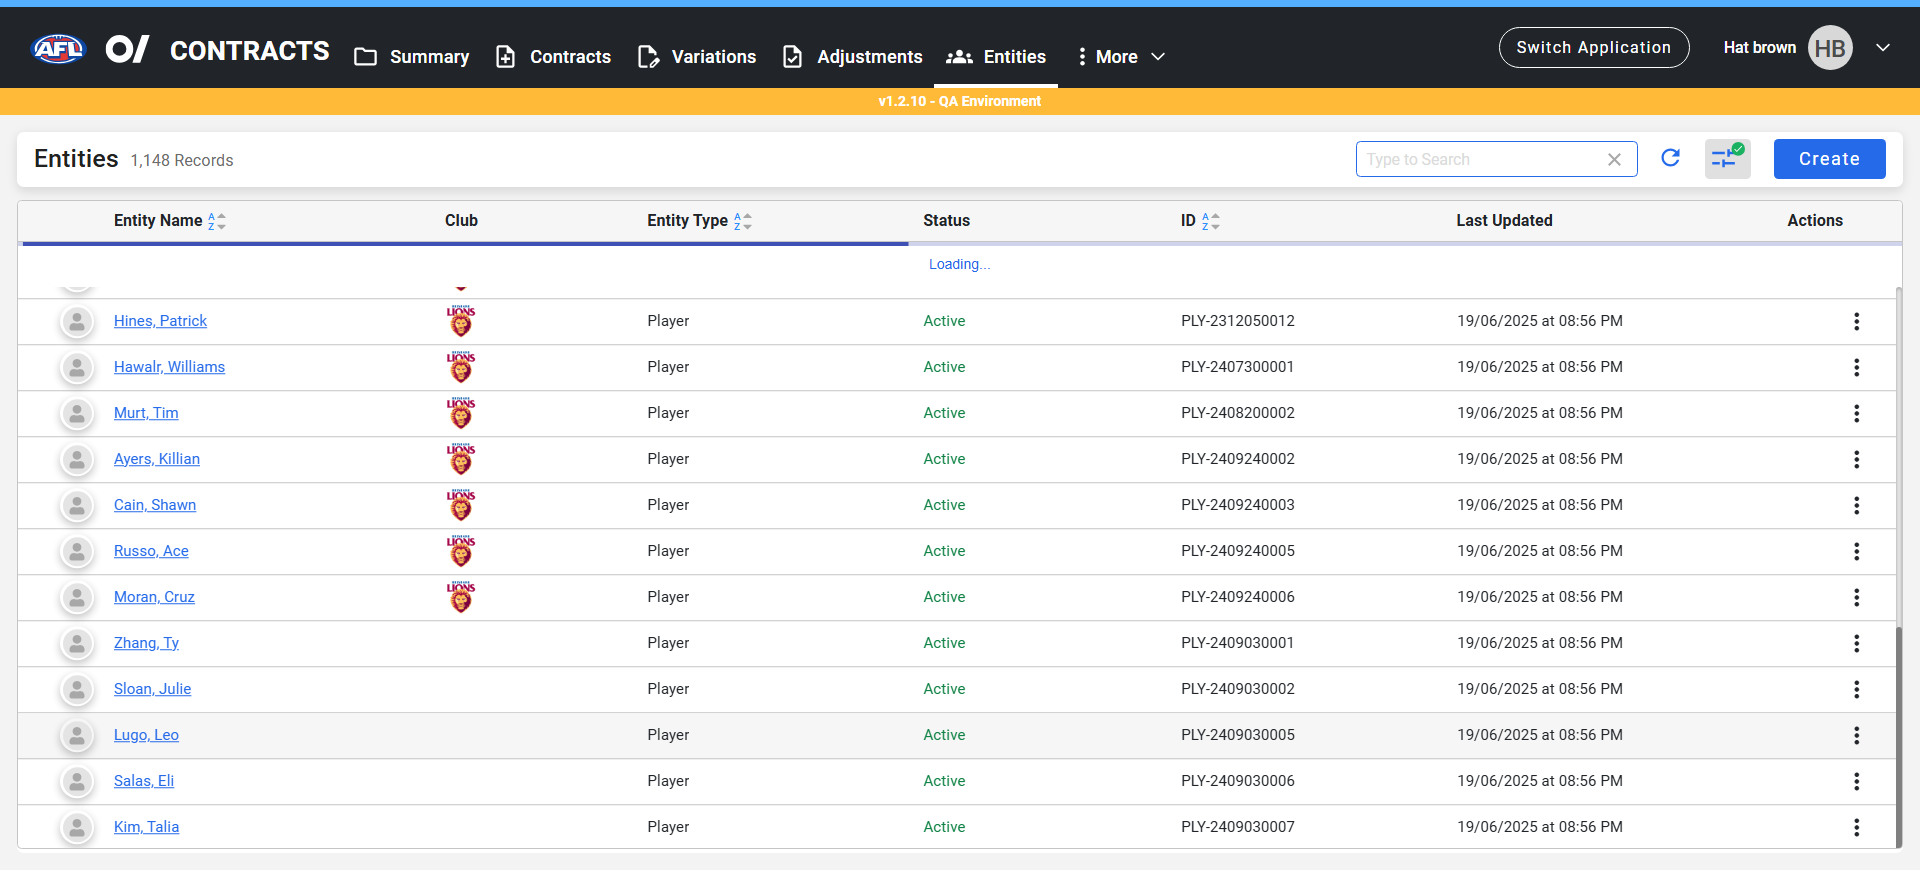 AFL CONTRACTS Summary Contracts Variations Adjustments Entities More Switch Application Hat brown HB
v1.2.10 - QA Environment
Entities 1,148 Records Type to Search Create
Entity Name A Z Club Entity Type A Z Status ID A Z Last Updated Actions
Loading...
Hines, Patrick LIONS Player Active PLY-2312050012 19/06/2025 at 08:56 PM
Hawalr, Williams LIONS Player Active PLY-2407300001 19/06/2025 at 08:56 PM
Murt, Tim LIONS Player Active PLY-2408200002 19/06/2025 at 08:56 PM
Ayers, Killian LIONS Player Active PLY-2409240002 19/06/2025 at 08:56 PM
Cain, Shawn LIONS Player Active PLY-2409240003 19/06/2025 at 08:56 PM
Russo, Ace LIONS Player Active PLY-2409240005 19/06/2025 at 08:56 PM
Moran, Cruz LIONS Player Active PLY-2409240006 19/06/2025 at 08:56 PM
Zhang, Ty Player Active PLY-2409030001 19/06/2025 at 08:56 PM
Sloan, Julie Player Active PLY-2409030002 19/06/2025 at 08:56 PM
Lugo, Leo Player Active PLY-2409030005 19/06/2025 at 08:56 PM
Salas, Eli Player Active PLY-2409030006 19/06/2025 at 08:56 PM
Kim, Talia Player Active PLY-2409030007 19/06/2025 at 08:56 PM